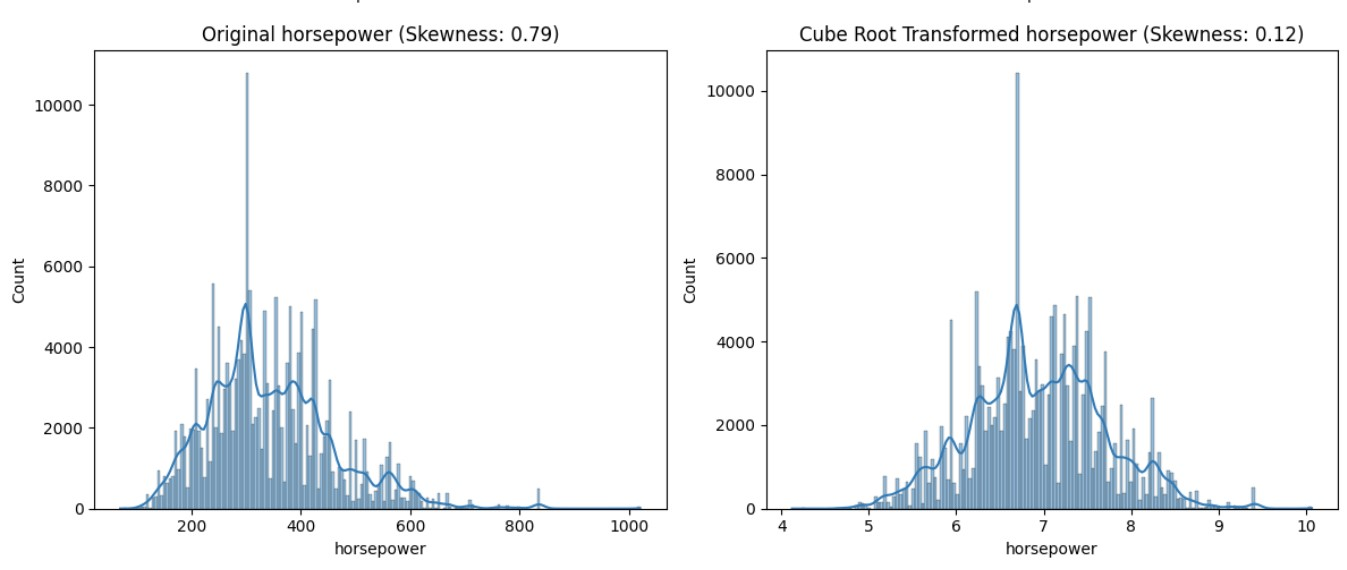 Original horsepower (Skewness: 0.79)
10000
8000
6000
4000
2000
0
Count
200 400 600 800 1000
horsepower
Cube Root Transformed horsepower (Skewness: 0.12)
10000
8000
6000
4000
2000
0
Count
4 5 6 7 8 9 10
horsepower